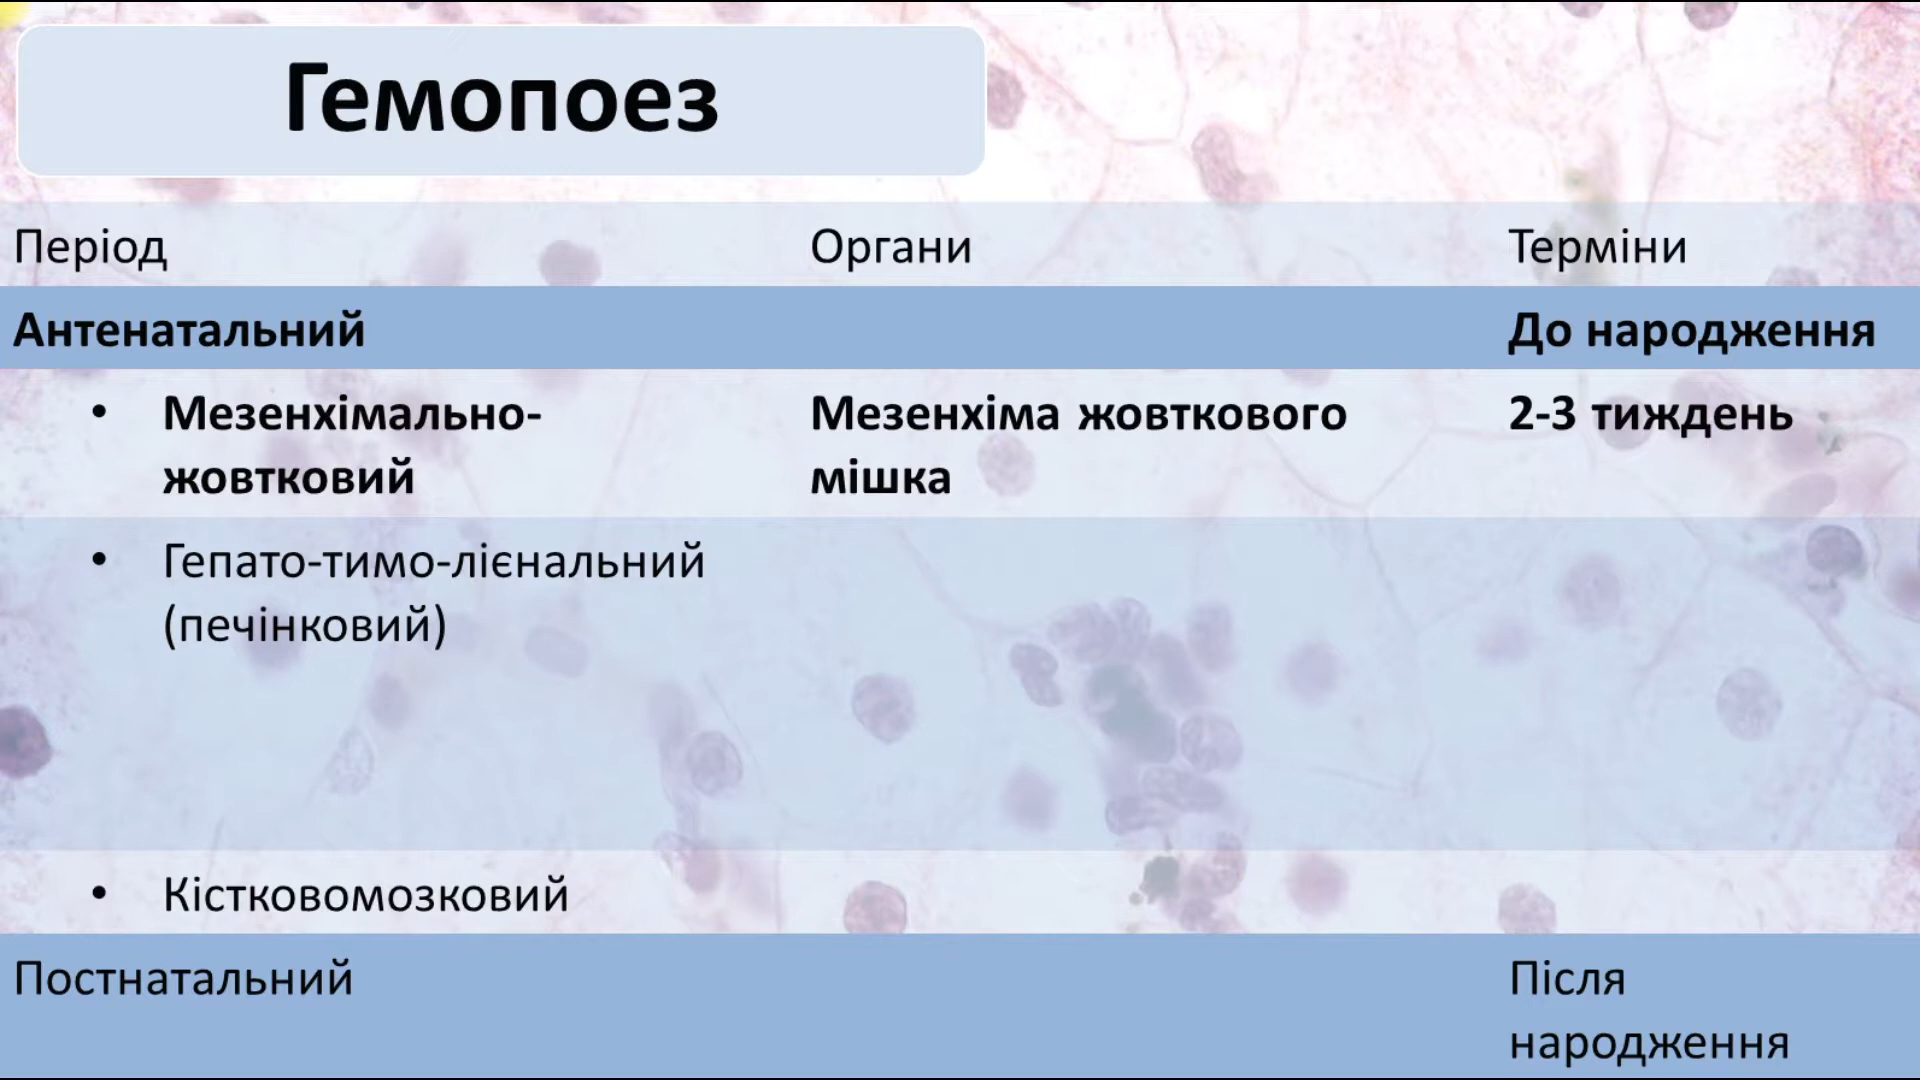 Гемопоез
Період Органи Терміни
Антенатальний До народження
• Мезенхімально- Мезенхіма жовткового 2-3 тиждень
жовтковий мішка
• Гепато-тимо-лієнальний
(печінковий)
• Кістковомозковий
Постнатальний Після
народження